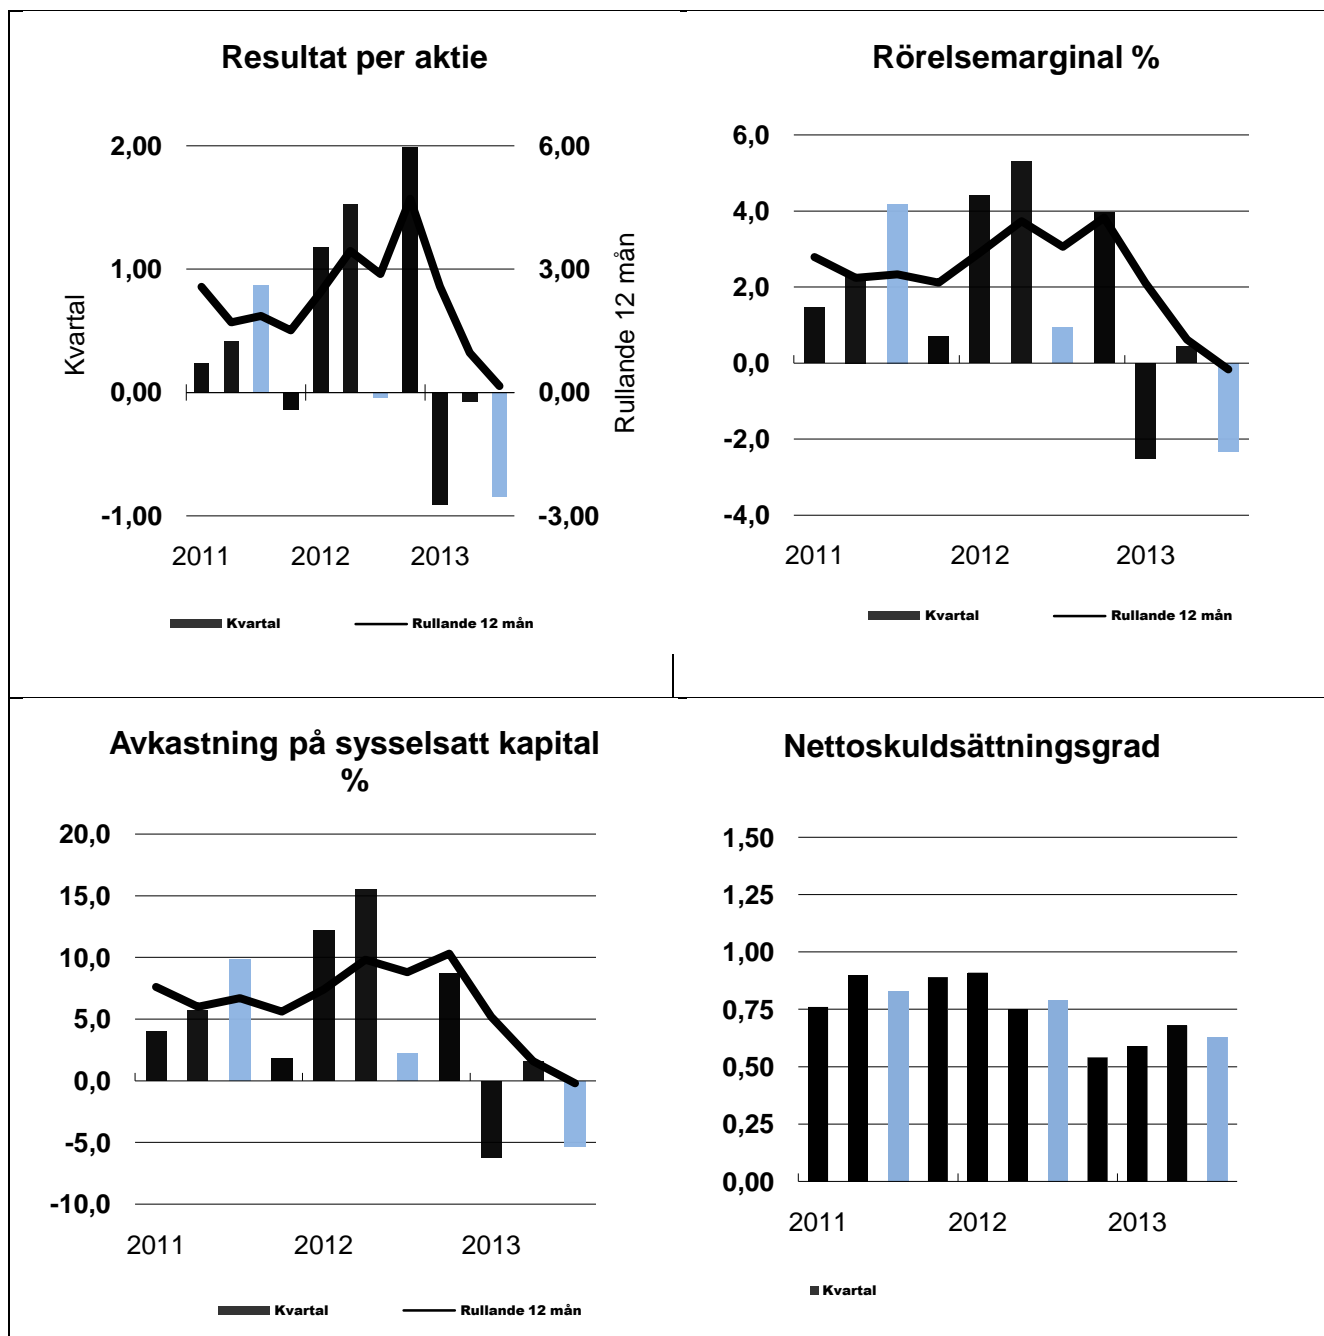 Resultat per aktie
2,00
1,00
0,00
-1,00
Kvartal
6,00
3,00
0,00
-3,00
Rullande 12 mån
2011 2012 2013
Kvartal Rullande 12 mån
Rörelsemarginal %
6,0
4,0
2,0
0,0
-2,0
-4,0
2011 2012 2013
Kvartal Rullande 12 mån
Avkastning på sysselsatt kapital
%
20,0
15,0
10,0
5,0
0,0
-5,0
-10,0
2011 2012 2013
Kvartal Rullande 12 mån
Nettoskuldsättningsgrad
1,50
1,25
1,00
0,75
0,50
0,25
0,00
2011 2012 2013
Kvartal